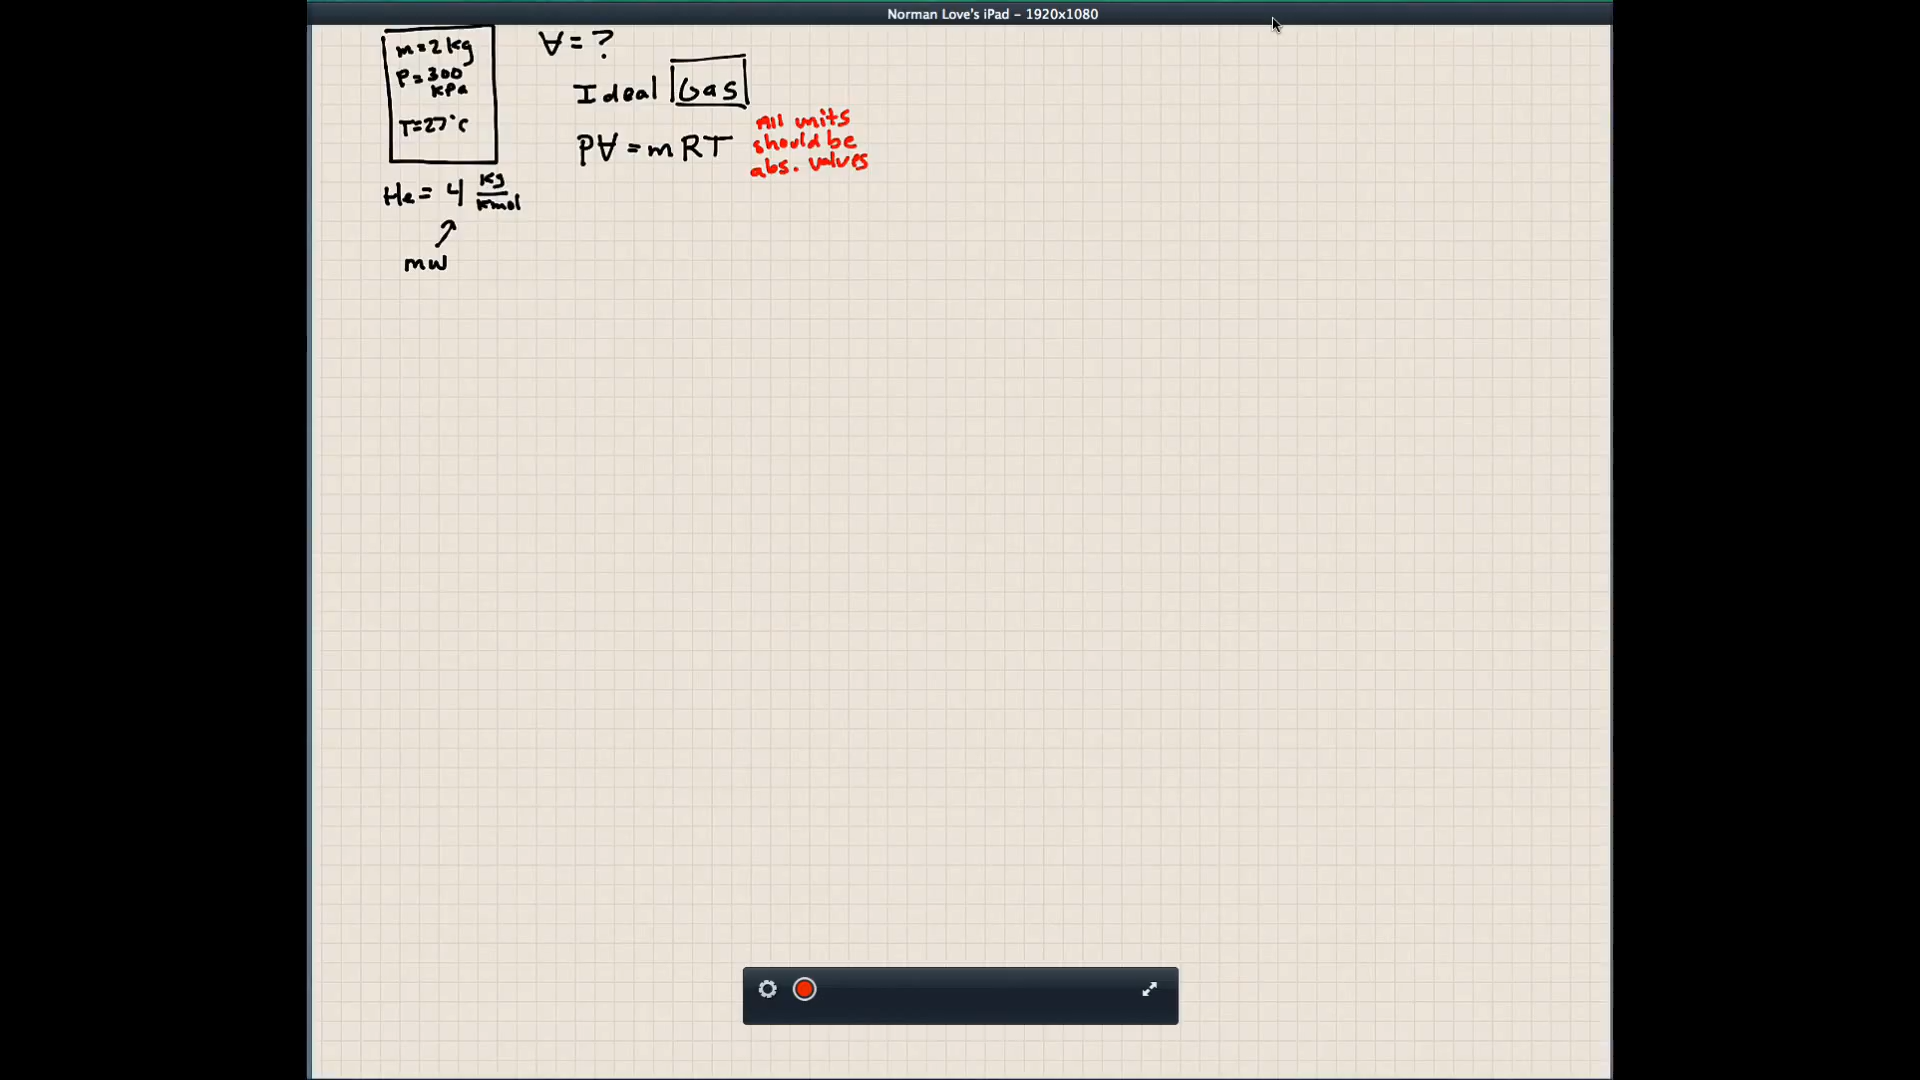 Norman Love's iPad – 1920x1080
m=2kg
P=300
kPa
T=27°C
He= 4 kg/kmol
mw
∀=?
Ideal Gas
P∀=mRT
All units
should be
abs. values